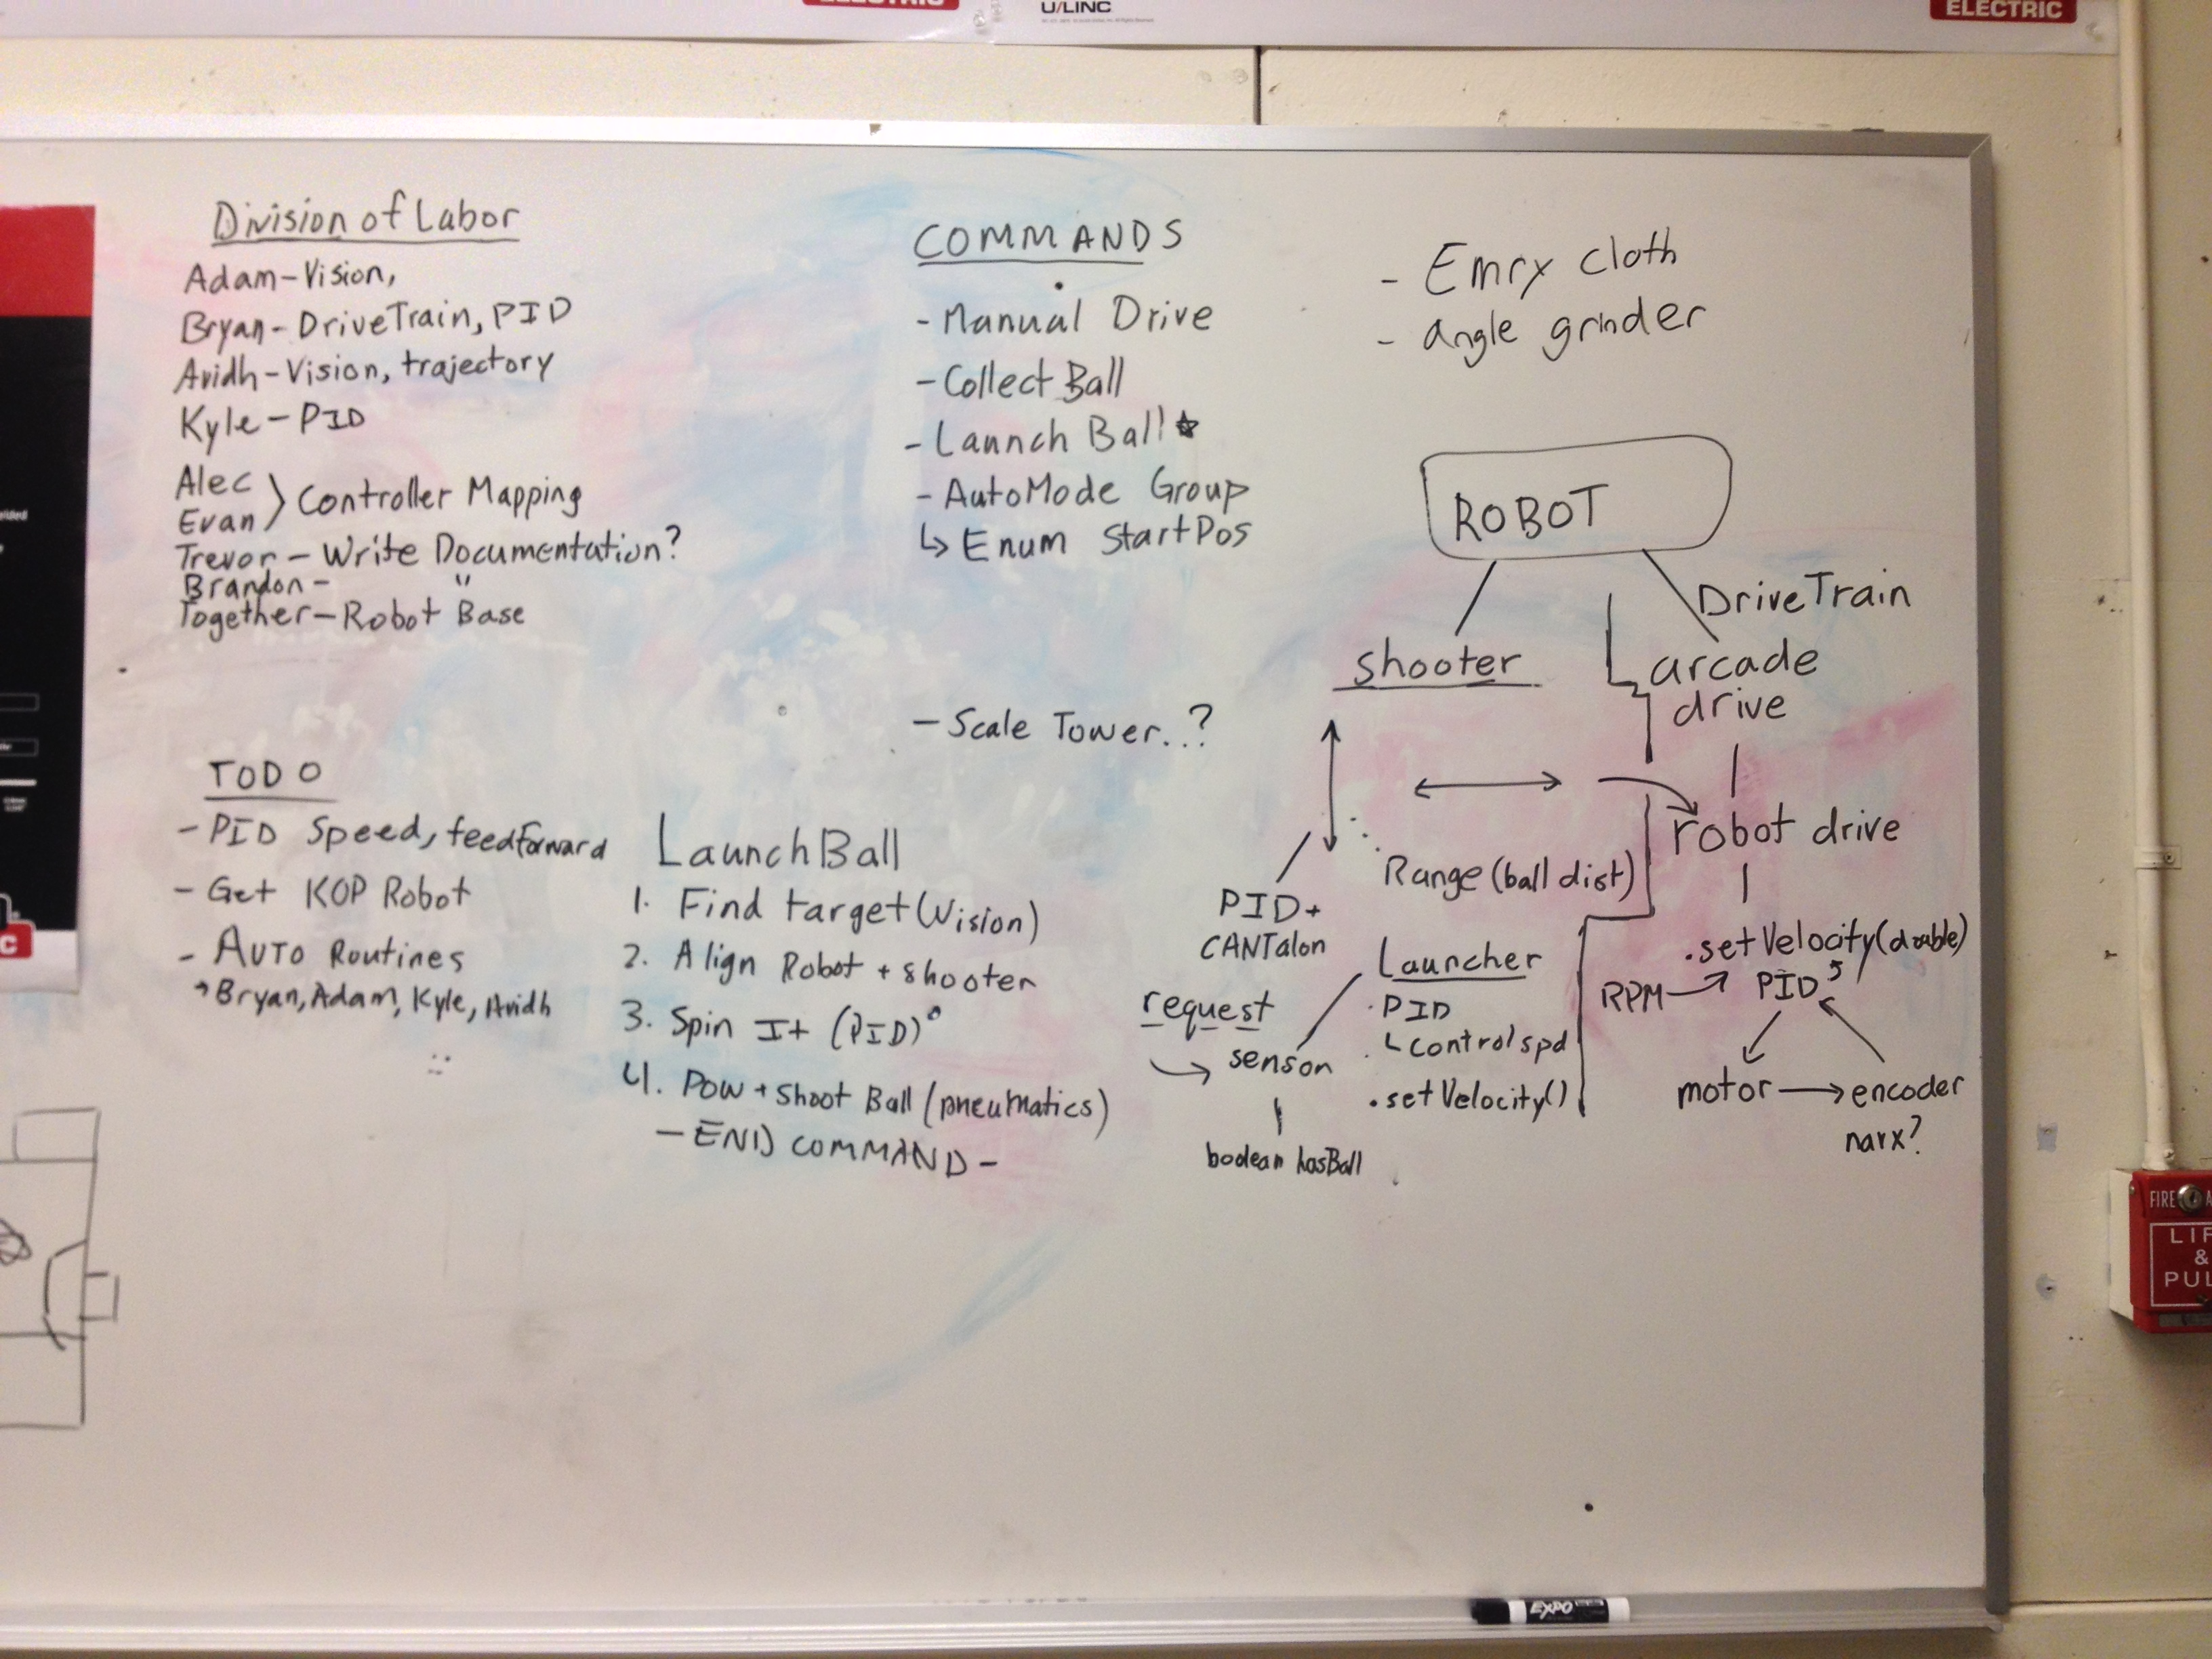 ELECTRIC
U/LINC
ELECTRIC
Division of Labor
Adam - Vision,
Bryan - DriveTrain, PID
Avidh - Vision, trajectory
Kyle - PID
Alec
Evan
} Controller Mapping
Trevor - Write Documentation?
Brandon - "
Together - Robot Base
TODO
- PID Speed, feedforward
- Get KOP Robot
- Auto Routines
→ Bryan, Adam, Kyle, Avidh
LaunchBall
1. Find target (Vision)
2. Align Robot + shooter
3. Spin It (PID)
4. Pow + Shoot Ball (pneumatics)
- END COMMAND -
COMMANDS
- Manual Drive
- Collect Ball
- Launch Ball ☆
- AutoMode Group
↳ Enum StartPos
- Scale Tower..?
- Emry cloth
- angle grinder
ROBOT
shooter
DriveTrain
arcade
drive
robot drive
.setVelocity(double)
RPM → PID
motor → encoder
narx?
PID +
CANTalon
Range (ball dist)
Launcher
· PID
↳ control spd
.setVelocity()
request
→ sensor
boolean hasBall
EXPO
FIRE
&